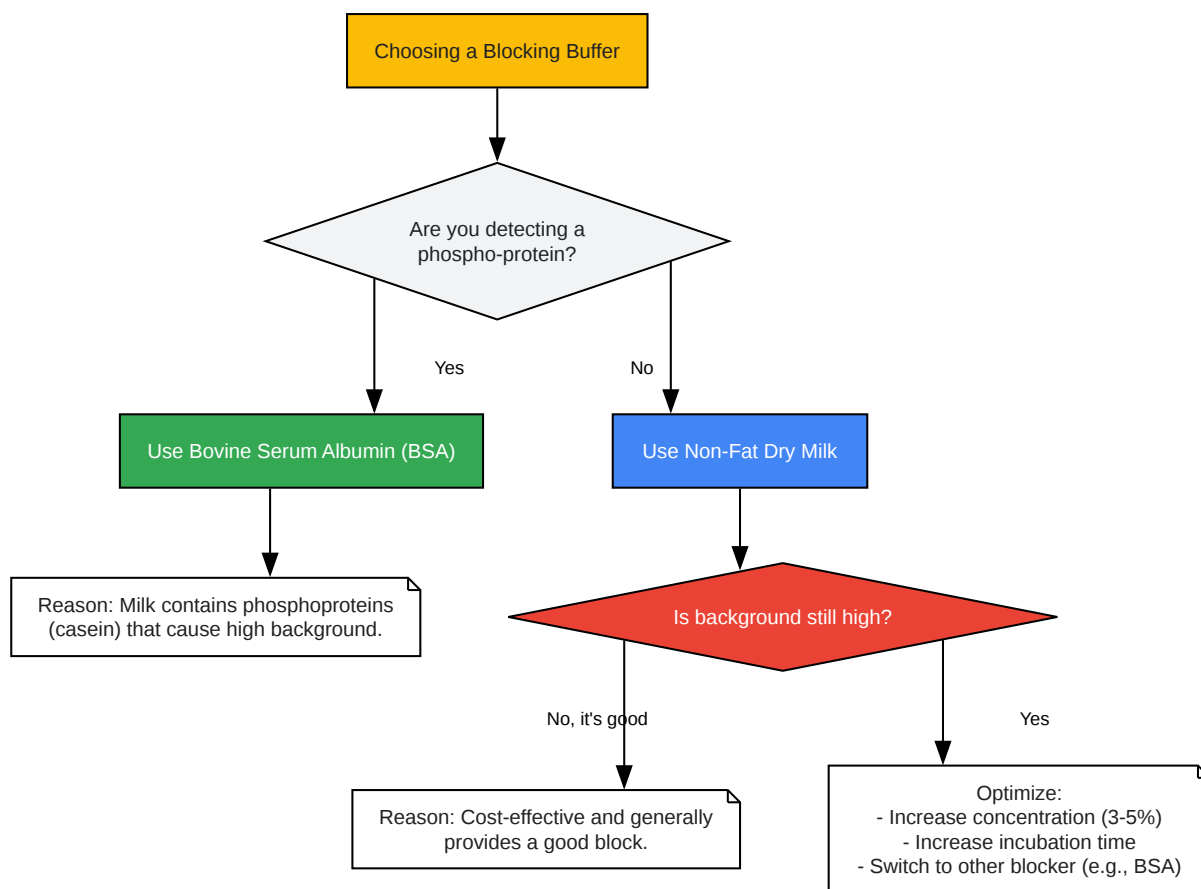 Choosing a Blocking Buffer
Are you detecting a
phospho-protein?
Yes
No
Use Bovine Serum Albumin (BSA)
Use Non-Fat Dry Milk
Reason: Milk contains phosphoproteins
(casein) that cause high background.
Is background still high?
No, it's good
Yes
Reason: Cost-effective and generally
provides a good block.
Optimize:
- Increase concentration (3-5%)
- Increase incubation time
- Switch to other blocker (e.g., BSA)